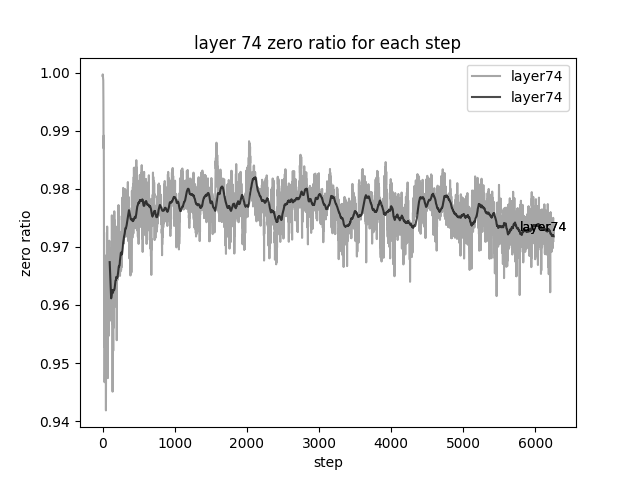 layer 74 zero ratio for each step
layer74
layer74
1.00
0.99
0.98
0.97
0.96
0.95
0.94
zero ratio
layer74
0
1000
2000
3000
4000
5000
6000
step